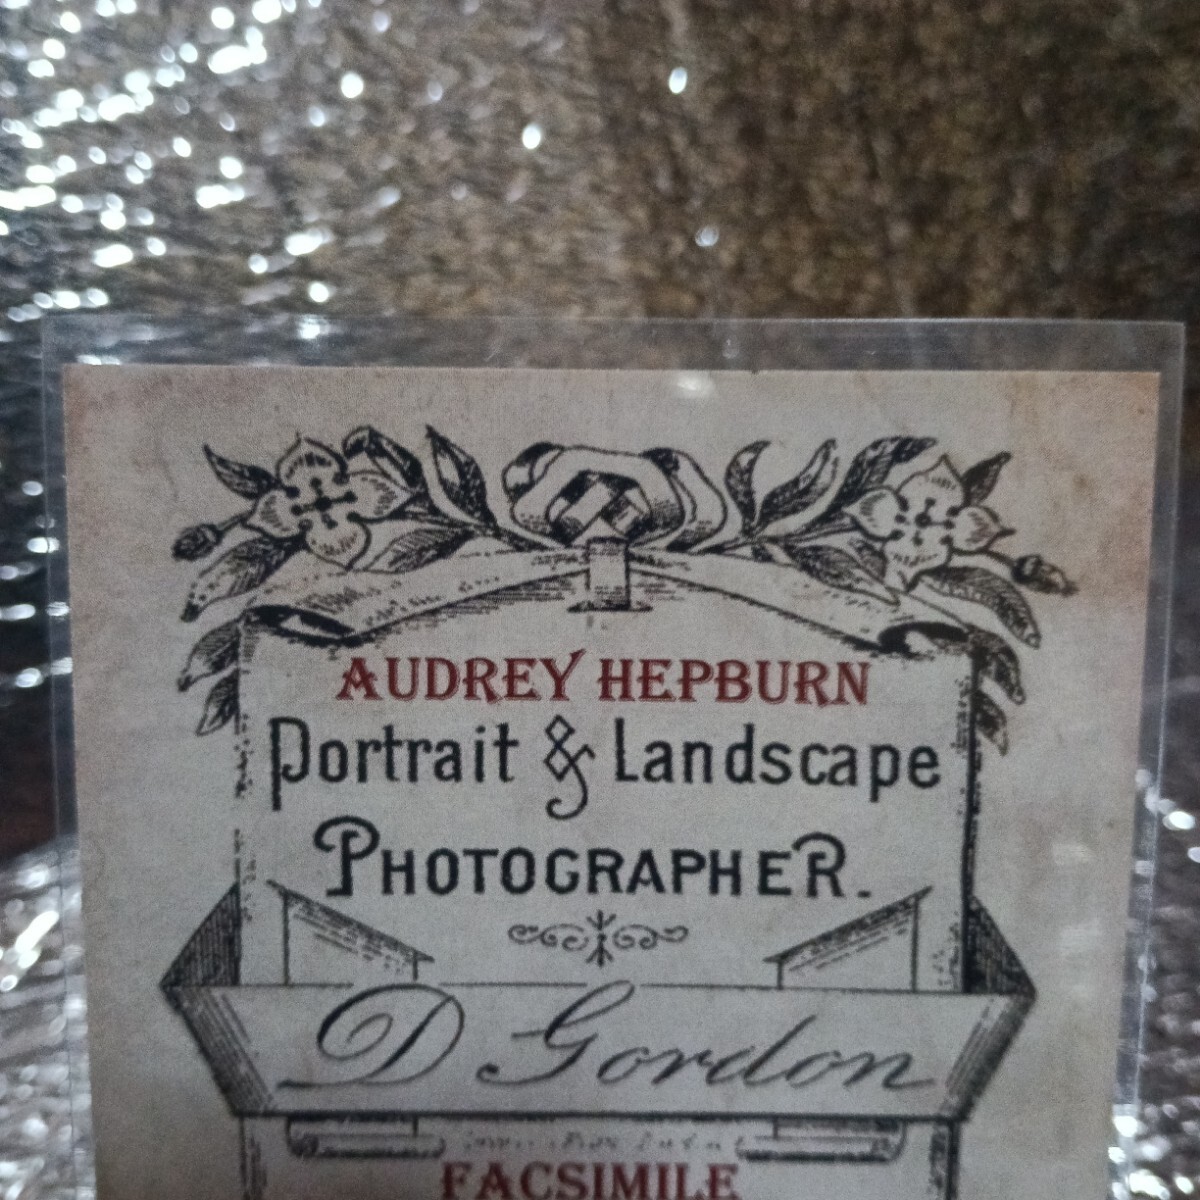 AUDREY HEPBURN
Portrait & Landscape
PHOTOGRAPHER.
D Gordon
FACSIMILE